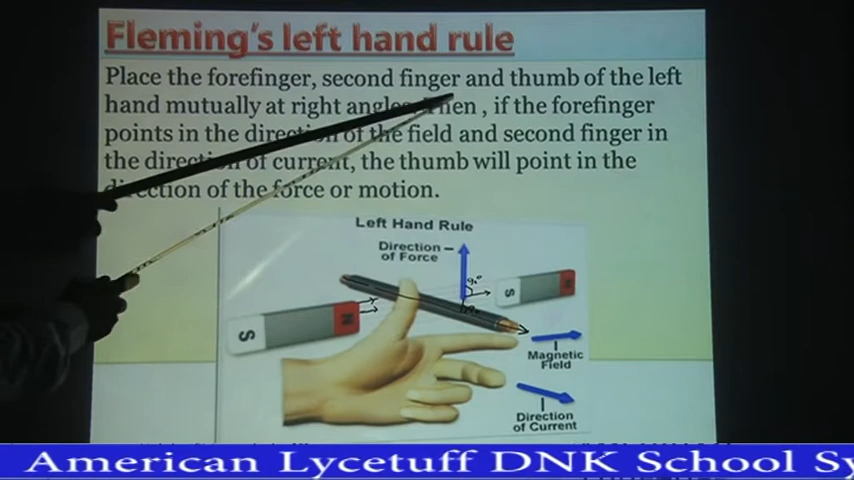 Fleming's left hand rule
Place the forefinger, second finger and thumb of the left
hand mutually at right angles. Then , if the forefinger
points in the direction of the field and second finger in
the direction of current, the thumb will point in the
direction of the force or motion.
Left Hand Rule
Direction
of Force
90°
S
N
N
S
Magnetic
Field
Direction
of Current
American Lycetuff DNK School Sy